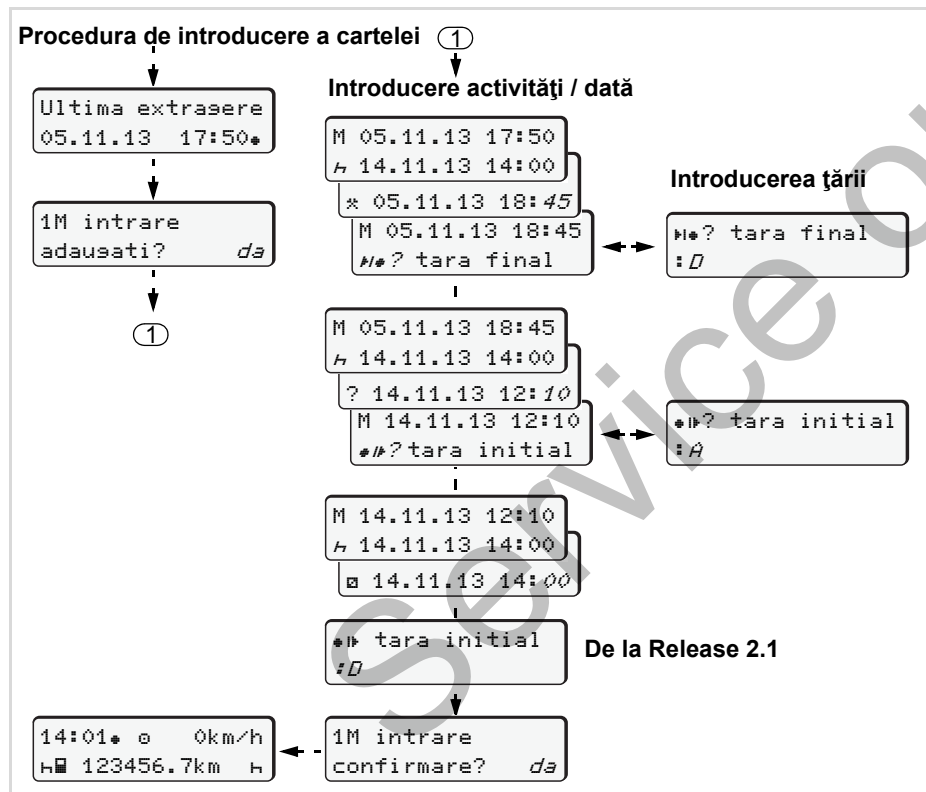 Procedura de introducere a cartelei 1
Ultima extragere
05.11.13 17:50
1M intrare
adaugati? da
1
Introducere activităţi / dată
M 05.11.13 17:50
14.11.13 14:00
05.11.13 18:45
M 05.11.13 18:45
? tara final
Introducerea ţării
? tara final
:D
M 05.11.13 18:45
14.11.13 14:00
? 14.11.13 12:10
M 14.11.13 12:10
? tara initial
? tara initial
:A
M 14.11.13 12:10
14.11.13 14:00
14.11.13 14:00
tara initial
:D
De la Release 2.1
1M intrare
confirmare? da
14:01 0km/h
123456.7km
Service o